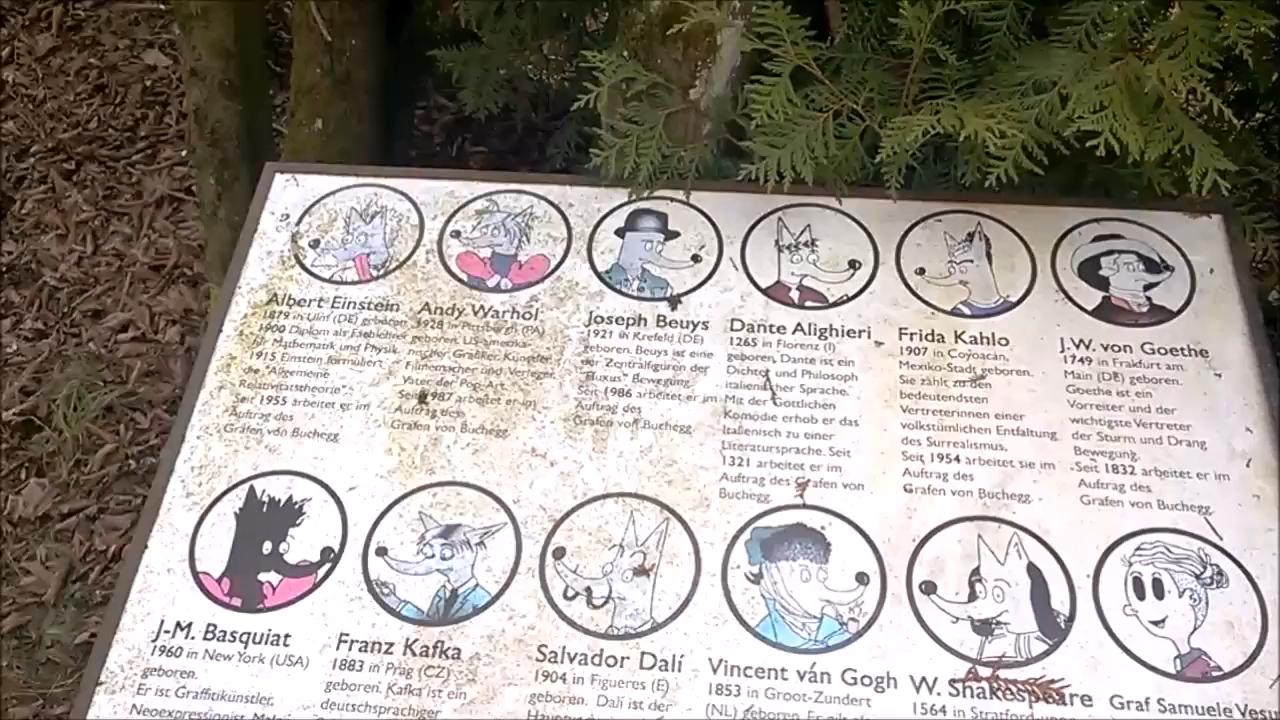 Albert Einstein
1879 in Ulm (DE) geboren.
1900 Diplom als Fachlehrer
für Mathematik und Physik.
1915 Einstein formuliert
die "Allgemeine
Relativitätstheorie".
Seit 1955 arbeitet er im
Auftrag des
Grafen von Buchegg
Andy Warhol
1928 in Pittsburgh (PA)
geboren. US-amerika-
nischer Grafiker, Künstler,
Filmemacher und Verleger,
Vater der Pop-Art.
Seit 1987 arbeitet er im
Auftrag des
Grafen von Buchegg
Joseph Beuys
1921 in Krefeld (DE)
geboren. Beuys ist eine
der Zentralfiguren der
"Fluxus" Bewegung.
Seit 1986 arbeitet er im
Auftrag des
Grafen von Buchegg
Dante Alighieri
1265 in Florenz (I)
geboren, Dante ist ein
Dichter und Philosoph
italienischer Sprache.
Mit der Göttlichen
Komödie erhob er das
Italienisch zu einer
Literatursprache. Seit
1321 arbeitet er im
Auftrag des Grafen von
Buchegg.
Frida Kahlo
1907 in Coyoacán,
Mexiko-Stadt geboren.
Sie zählt zu den
bedeutendsten
Vertreterinnen einer
volkstümlichen Entfaltung
des Surrealismus.
Seit 1954 arbeitet sie im
Auftrag des
Grafen von Buchegg.
J.W. von Goethe
1749 in Frakfurt am
Main (DE) geboren.
Goethe ist ein
Vorreiter und der
wichtigste Vertreter
der Sturm und Drang
Bewegung.
Seit 1832 arbeitet er im
Auftrag des
Grafen von Buchegg.
J-M. Basquiat
1960 in New York (USA)
geboren.
Er ist Graffitikünstler,
Neoexpressionist,
Franz Kafka
1883 in Prag (CZ)
geboren. Kafka ist ein
deutschsprachiger
Salvador Dalí
1904 in Figueres (E)
geboren. Dalí ist der
Vincent van Gogh
1853 in Groot-Zundert
(NL) geboren.
W. Shakespeare
1564 in
Graf Samuele